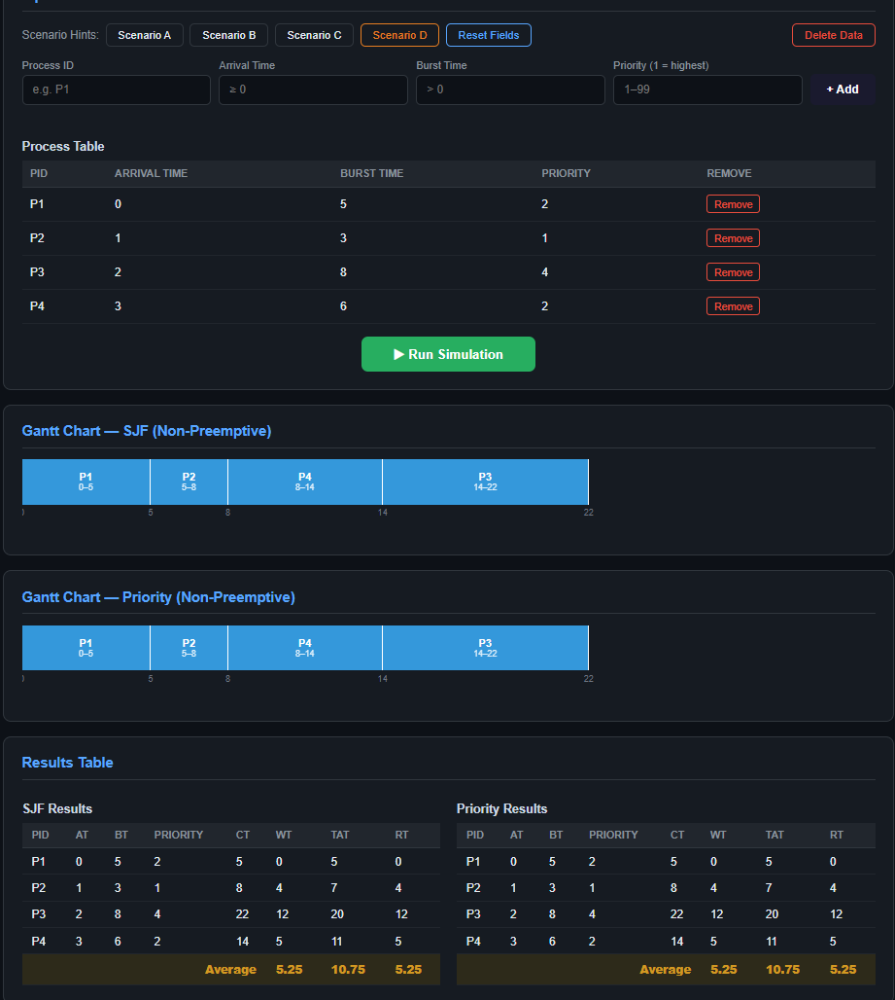 Scenario Hints: Scenario A Scenario B Scenario C Scenario D Reset Fields Delete Data
Process ID Arrival Time Burst Time Priority (1 = highest)
e.g. P1 ≥ 0 > 0 1–99 + Add
Process Table
PID ARRIVAL TIME BURST TIME PRIORITY REMOVE
P1 0 5 2 Remove
P2 1 3 1 Remove
P3 2 8 4 Remove
P4 3 6 2 Remove
▶ Run Simulation
Gantt Chart — SJF (Non-Preemptive)
P1 P2 P4 P3
0–5 5–8 8–14 14–22
5 8 14 22
Gantt Chart — Priority (Non-Preemptive)
P1 P2 P4 P3
0–5 5–8 8–14 14–22
5 8 14 22
Results Table
SJF Results
PID AT BT PRIORITY CT WT TAT RT
P1 0 5 2 5 0 5 0
P2 1 3 1 8 4 7 4
P3 2 8 4 22 12 20 12
P4 3 6 2 14 5 11 5
Average 5.25 10.75 5.25
Priority Results
PID AT BT PRIORITY CT WT TAT RT
P1 0 5 2 5 0 5 0
P2 1 3 1 8 4 7 4
P3 2 8 4 22 12 20 12
P4 3 6 2 14 5 11 5
Average 5.25 10.75 5.25